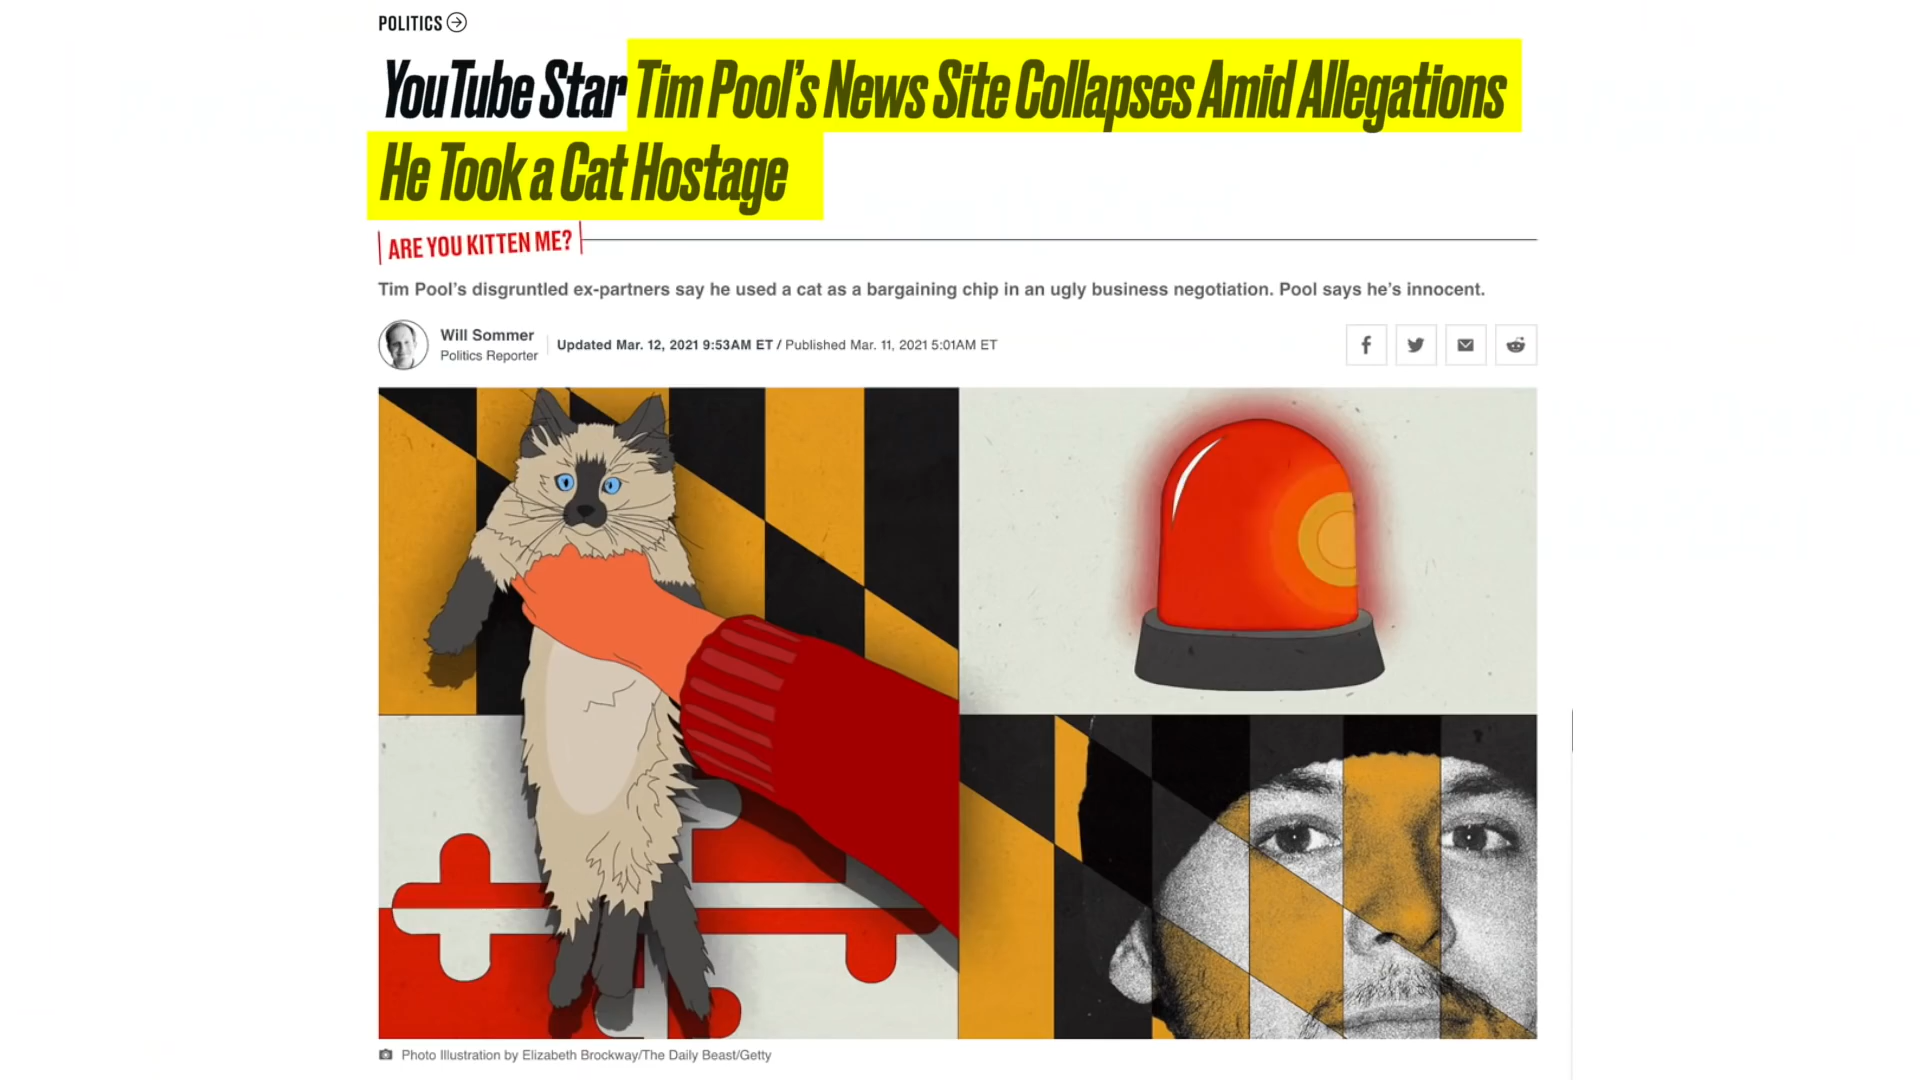 POLITICS
YouTube Star Tim Pool's News Site Collapses Amid Allegations
He Took a Cat Hostage
ARE YOU KITTEN ME?
Tim Pool's disgruntled ex-partners say he used a cat as a bargaining chip in an ugly business negotiation. Pool says he's innocent.
Will Sommer
Politics Reporter
Updated Mar. 12, 2021 9:53AM ET / Published Mar. 11, 2021 5:01AM ET
Photo Illustration by Elizabeth Brockway/The Daily Beast/Getty